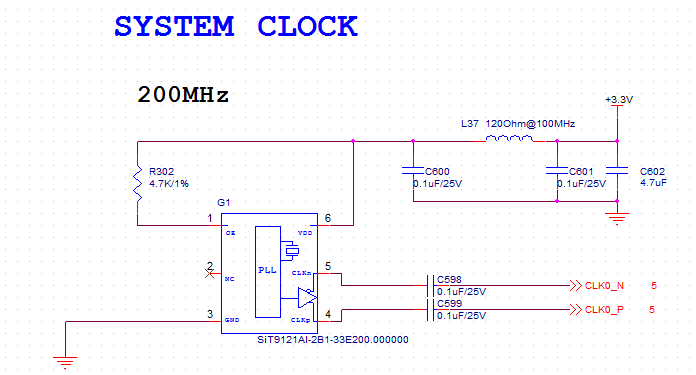 SYSTEM CLOCK
200MHz
+3.3V
L37 120Ohm@100MHz
R302
4.7K/1%
C600
0.1uF/25V
C601
0.1uF/25V
C602
4.7uF
G1
1
6
OE
VDD
2
NC
PLL
CLKn
5
C598
0.1uF/25V
CLK0_N 5
3
GND
CLKp
4
C599
0.1uF/25V
CLK0_P 5
SiT9121AI-2B1-33E200.000000